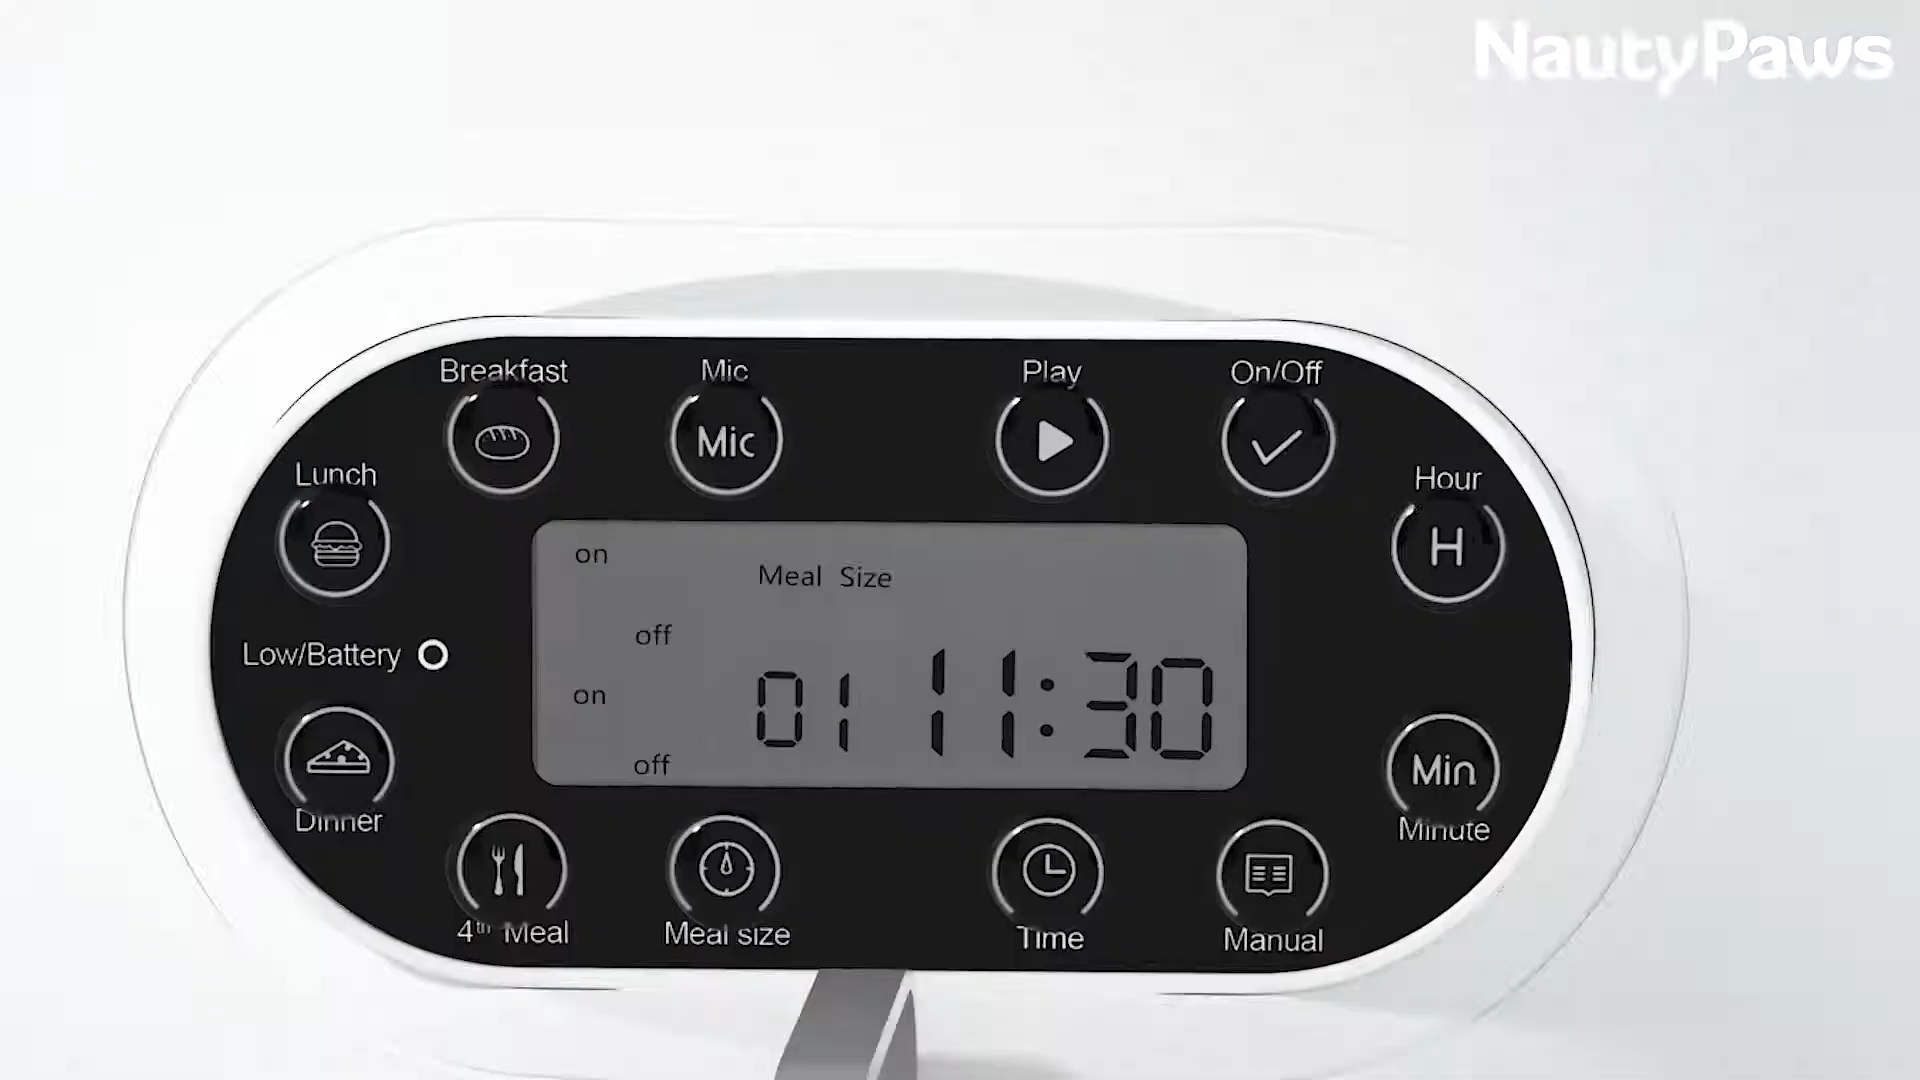 NautyPaws
Breakfast
Mic
Play
On/Off
Mic
Lunch
Hour
H
on
Meal Size
off
Low/Battery
on
01 11:30
off
Min
Dinner
Minute
4th Meal
Meal size
Time
Manual